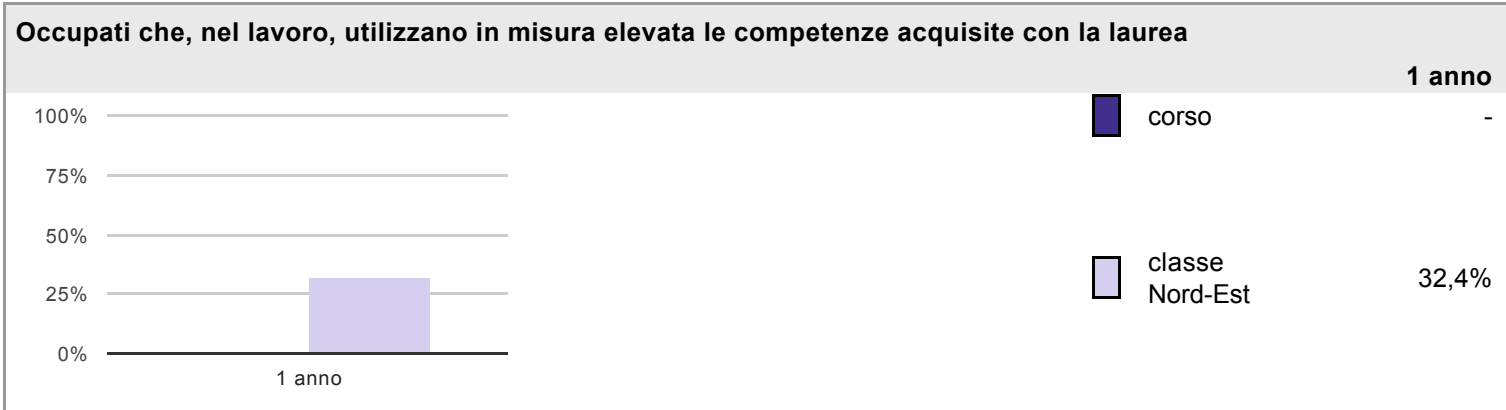 Occupati che, nel lavoro, utilizzano in misura elevata le competenze acquisite con la laurea
1 anno
100%
75%
50%
25%
0%
1 anno
corso -
classe
Nord-Est 32,4%